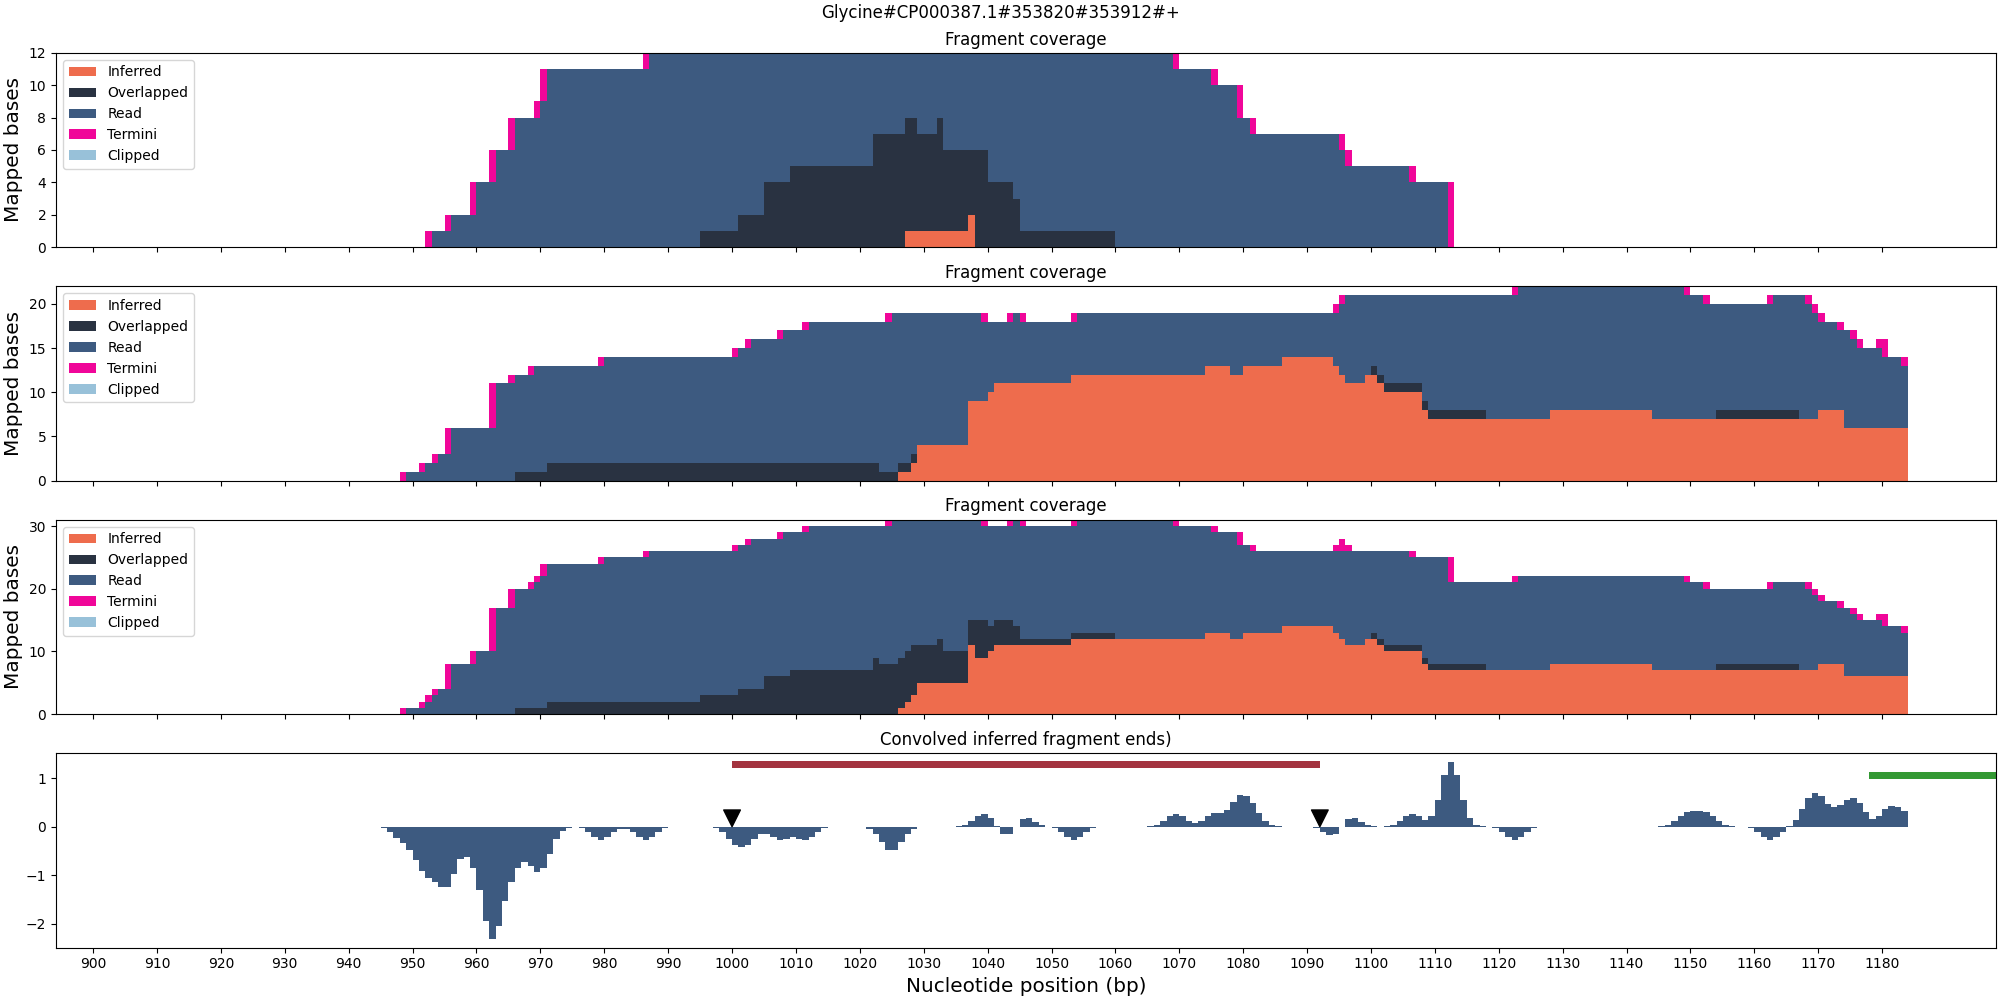 Glycine#CP000387.1#353820#353912#+
Fragment coverage
Mapped bases
12
10
8
6
4
2
0
Inferred
Overlapped
Read
Termini
Clipped
Fragment coverage
Mapped bases
20
15
10
5
0
Inferred
Overlapped
Read
Termini
Clipped
Fragment coverage
Mapped bases
30
20
10
0
Inferred
Overlapped
Read
Termini
Clipped
Convolved inferred fragment ends)
1
0
−1
−2
900 910 920 930 940 950 960 970 980 990 1000 1010 1020 1030 1040 1050 1060 1070 1080 1090 1100 1110 1120 1130 1140 1150 1160 1170 1180
Nucleotide position (bp)